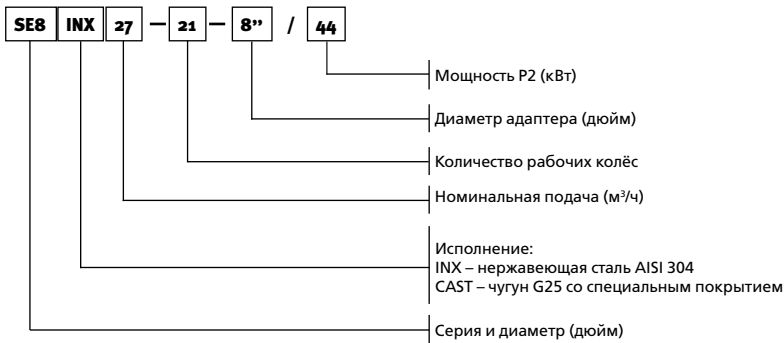 SE8 INX 27 – 21 – 8” / 44
Мощность P2 (кВт)
Диаметр адаптера (дюйм)
Количество рабочих колёс
Номинальная подача (м³/ч)
Исполнение:
INX – нержавеющая сталь AISI 304
CAST – чугун G25 со специальным покрытием
Серия и диаметр (дюйм)